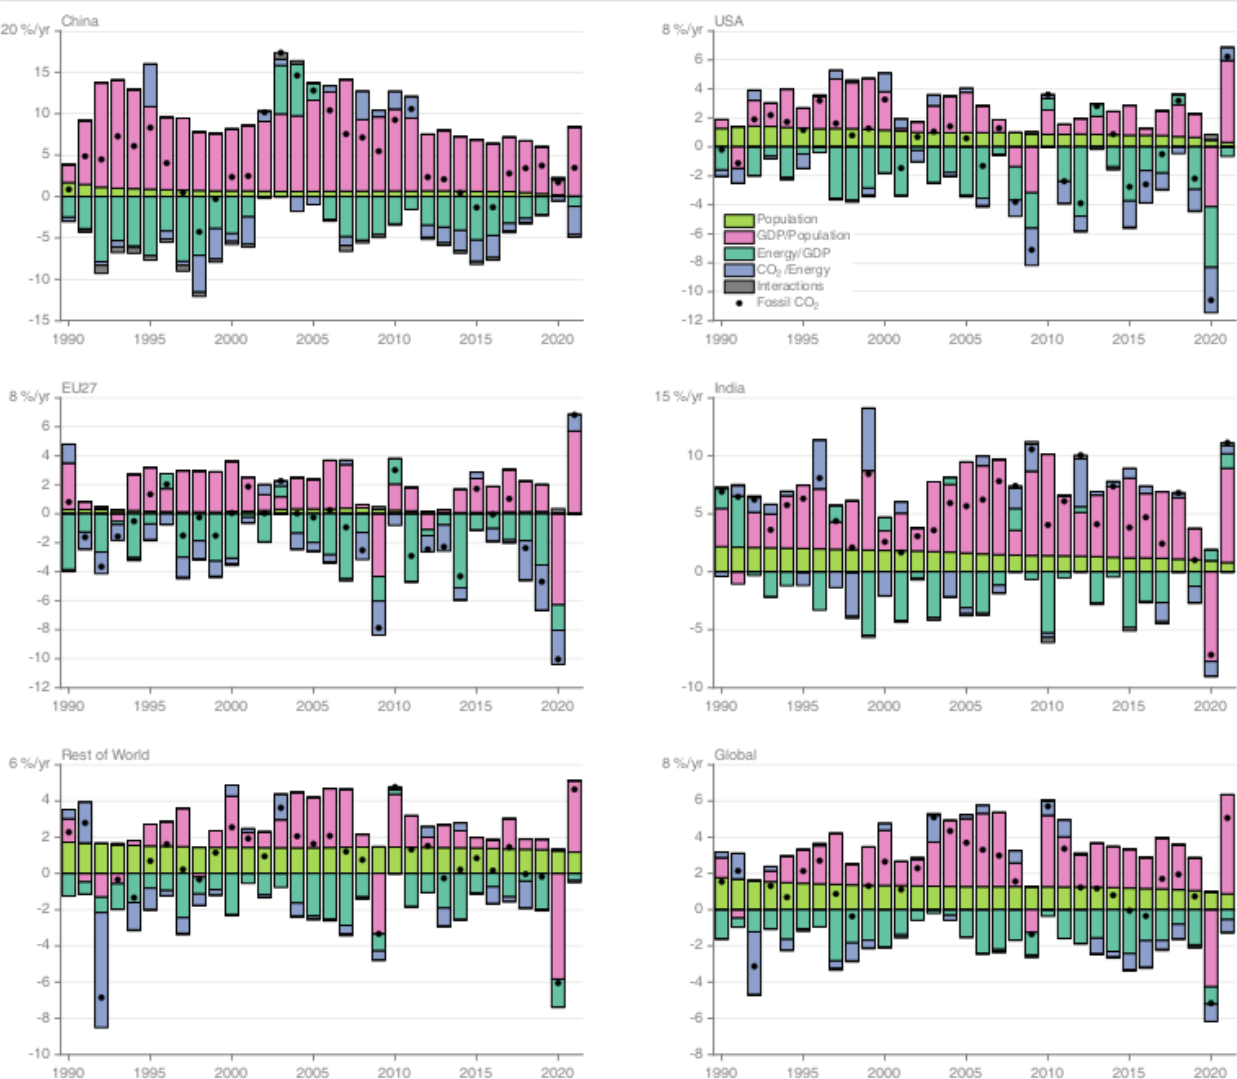 China
20 %/yr
15
10
5
0
-5
-10
-15
1990 1995 2000 2005 2010 2015 2020
USA
8 %/yr
6
4
2
0
-2
-4
-6
-8
-10
-12
Population
GDP/Population
Energy/GDP
CO₂/Energy
Interactions
Fossil CO₂
1990 1995 2000 2005 2010 2015 2020
EU27
8 %/yr
6
4
2
0
-2
-4
-6
-8
-10
-12
1990 1995 2000 2005 2010 2015 2020
India
15 %/yr
10
5
0
-5
-10
1990 1995 2000 2005 2010 2015 2020
Rest of World
6 %/yr
4
2
0
-2
-4
-6
-8
-10
1990 1995 2000 2005 2010 2015 2020
Global
8 %/yr
6
4
2
0
-2
-4
-6
-8
1990 1995 2000 2005 2010 2015 2020